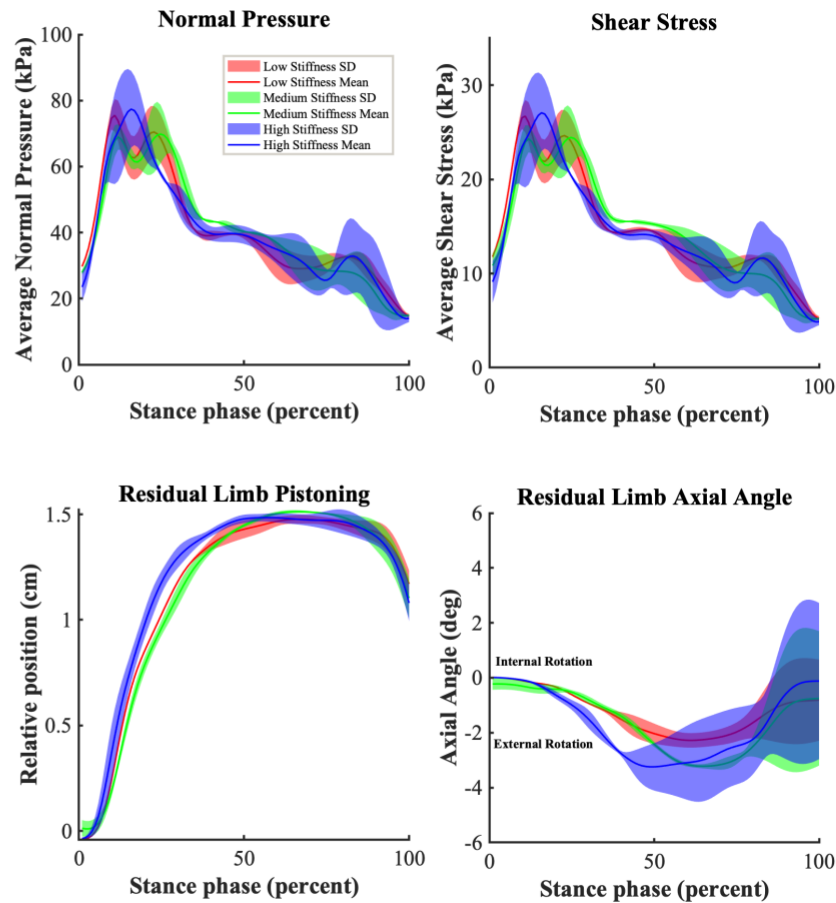 Normal Pressure
Average Normal Pressure (kPa)
100
80
60
40
20
0
0
50
100
Stance phase (percent)
Low Stiffness SD
Low Stiffness Mean
Medium Stiffness SD
Medium Stiffness Mean
High Stiffness SD
High Stiffness Mean
Shear Stress
Average Shear Stress (kPa)
30
20
10
0
0
50
100
Stance phase (percent)
Residual Limb Pistoning
Relative position (cm)
1.5
1
0.5
0
0
50
100
Stance phase (percent)
Residual Limb Axial Angle
Axial Angle (deg)
6
4
2
0
-2
-4
-6
Internal Rotation
External Rotation
0
50
100
Stance phase (percent)